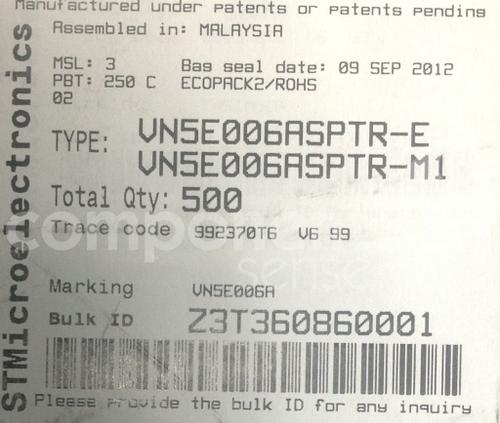 Manufactured under patents or patents pending
Assembled in: MALAYSIA
MSL: 3 Bag seal date: 09 SEP 2012
PBT: 250 C ECOPACK2/ROHS
02
TYPE: VN5E006ASPTR-E
VN5E006ASPTR-M1
Total Qty: 500
Trace code 992370T6 V6 99
Marking VN5E006A
Bulk ID Z3T360860001
Please provide the bulk ID for any inquiry
STMicroelectronics